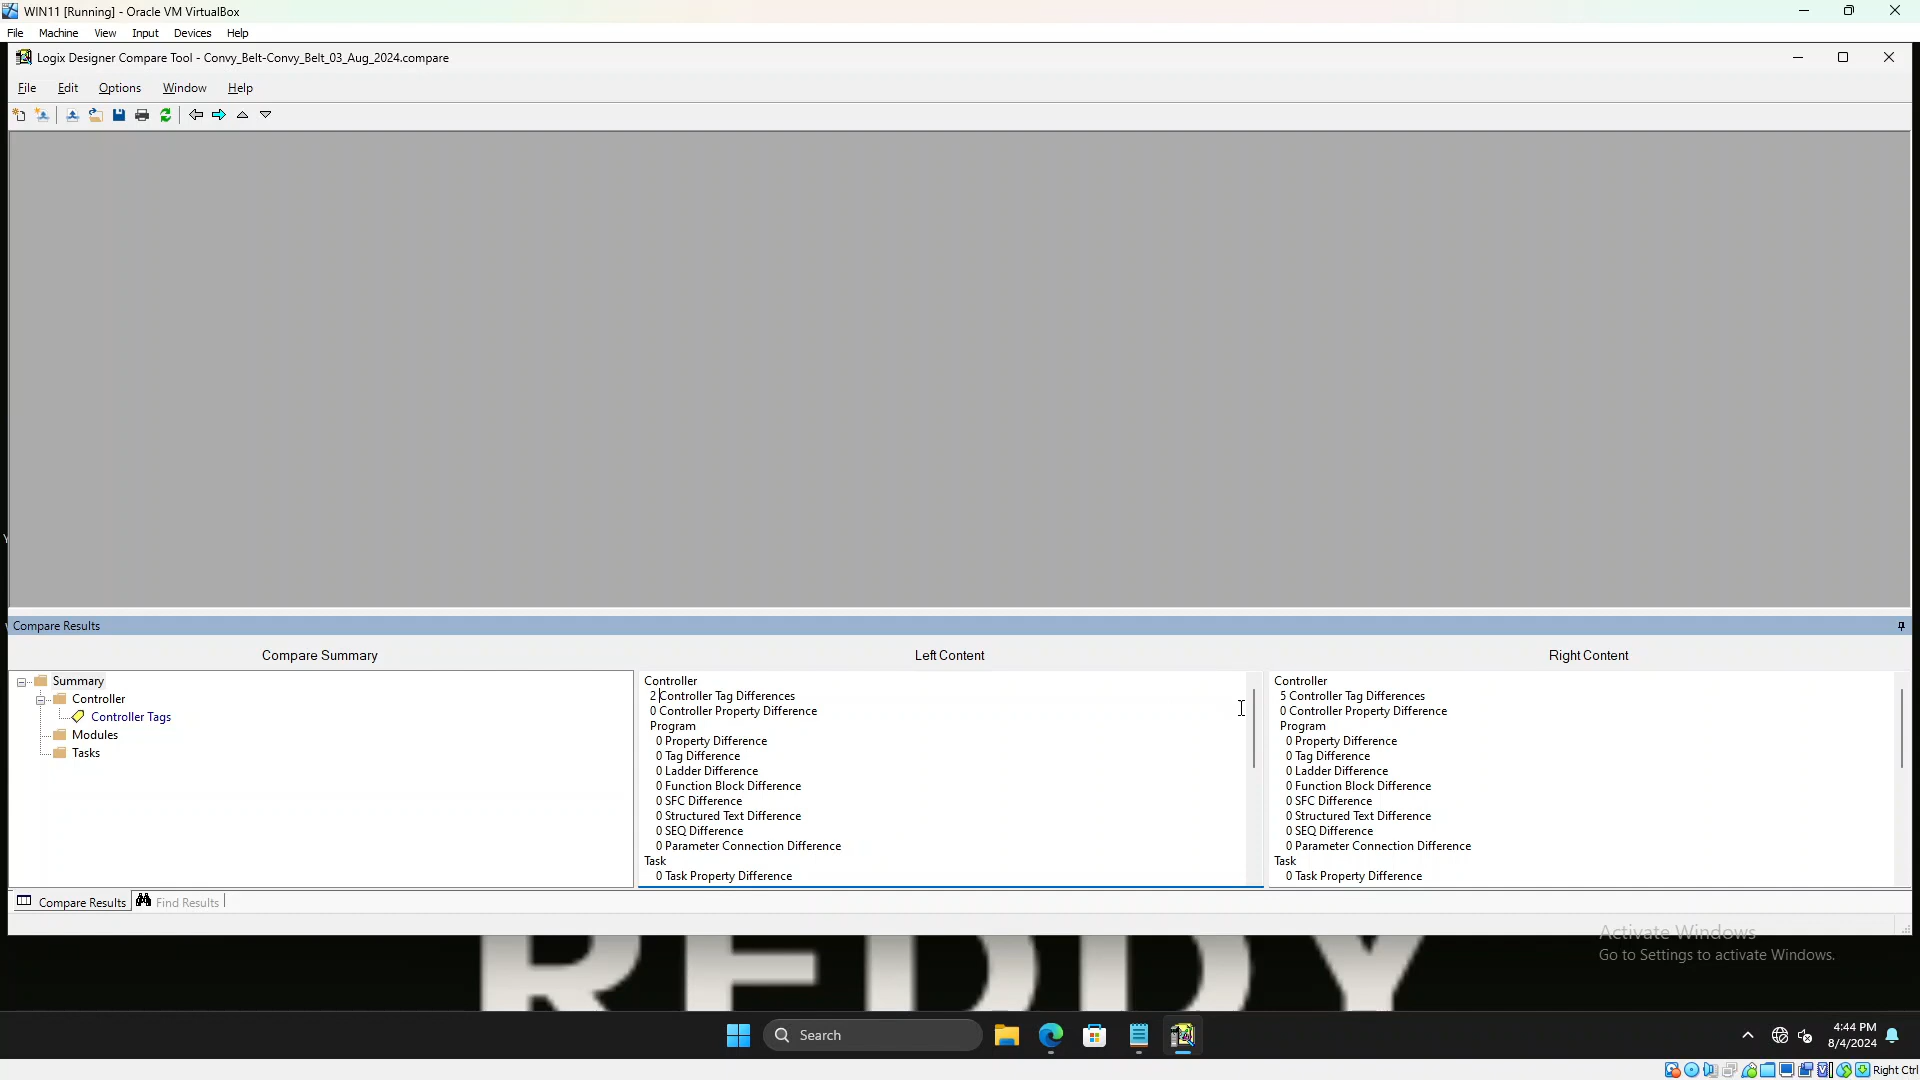 WIN11 [Running] - Oracle VM VirtualBox
File Machine View Input Devices Help
Logix Designer Compare Tool - Convy_Belt-Convy_Belt_03_Aug_2024.compare
File Edit Options Window Help
Compare Results
Compare Summary
Left Content
Right Content
Summary
Controller
Controller Tags
Modules
Tasks
Controller
2 Controller Tag Differences
0 Controller Property Difference
Program
0 Property Difference
0 Tag Difference
0 Ladder Difference
0 Function Block Difference
0 SFC Difference
0 Structured Text Difference
0 SEQ Difference
0 Parameter Connection Difference
Task
0 Task Property Difference
Controller
5 Controller Tag Differences
0 Controller Property Difference
Program
0 Property Difference
0 Tag Difference
0 Ladder Difference
0 Function Block Difference
0 SFC Difference
0 Structured Text Difference
0 SEQ Difference
0 Parameter Connection Difference
Task
0 Task Property Difference
Compare Results Find Results
Activate Windows
Go to Settings to activate Windows.
REDDY
Search
4:44 PM
8/4/2024
Right Ctrl